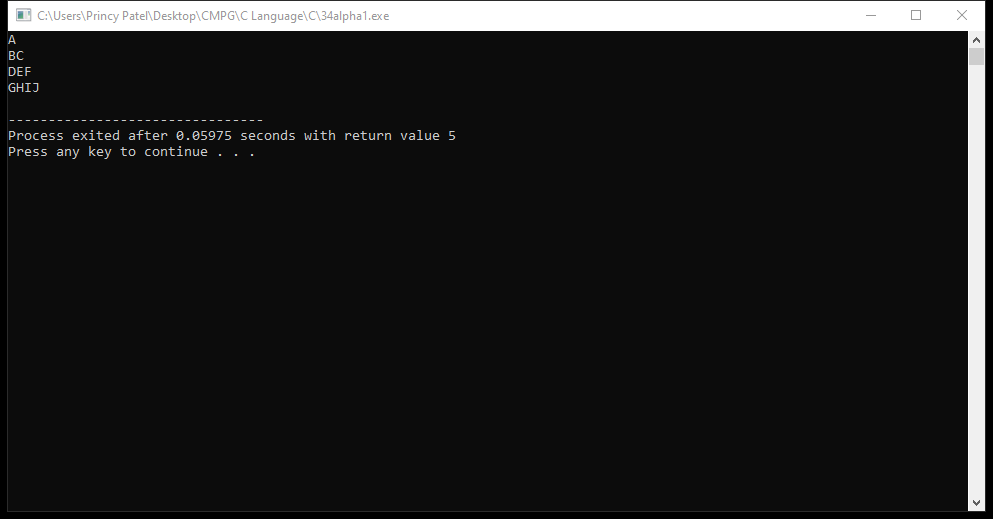 C:\Users\Princy Patel\Desktop\CMPG\C Language\C\34alpha1.exe
A
BC
DEF
GHIJ
--------------------------------
Process exited after 0.05975 seconds with return value 5
Press any key to continue . . .